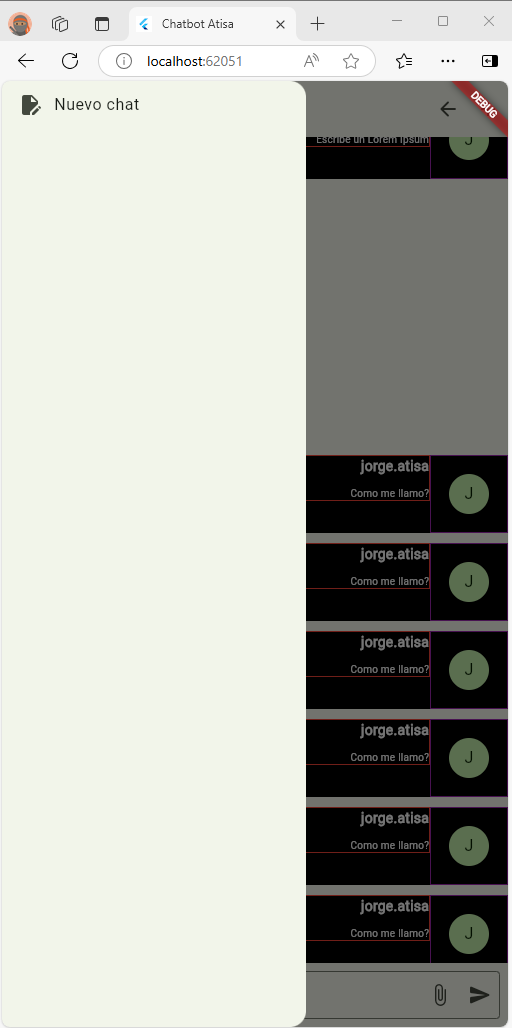 Chatbot Atisa
localhost:62051
Nuevo chat
DEBUG
Escribe un Lorem Ipsum
J
jorge.atisa
Como me llamo?
J
jorge.atisa
Como me llamo?
J
jorge.atisa
Como me llamo?
J
jorge.atisa
Como me llamo?
J
jorge.atisa
Como me llamo?
J
jorge.atisa
Como me llamo?
J